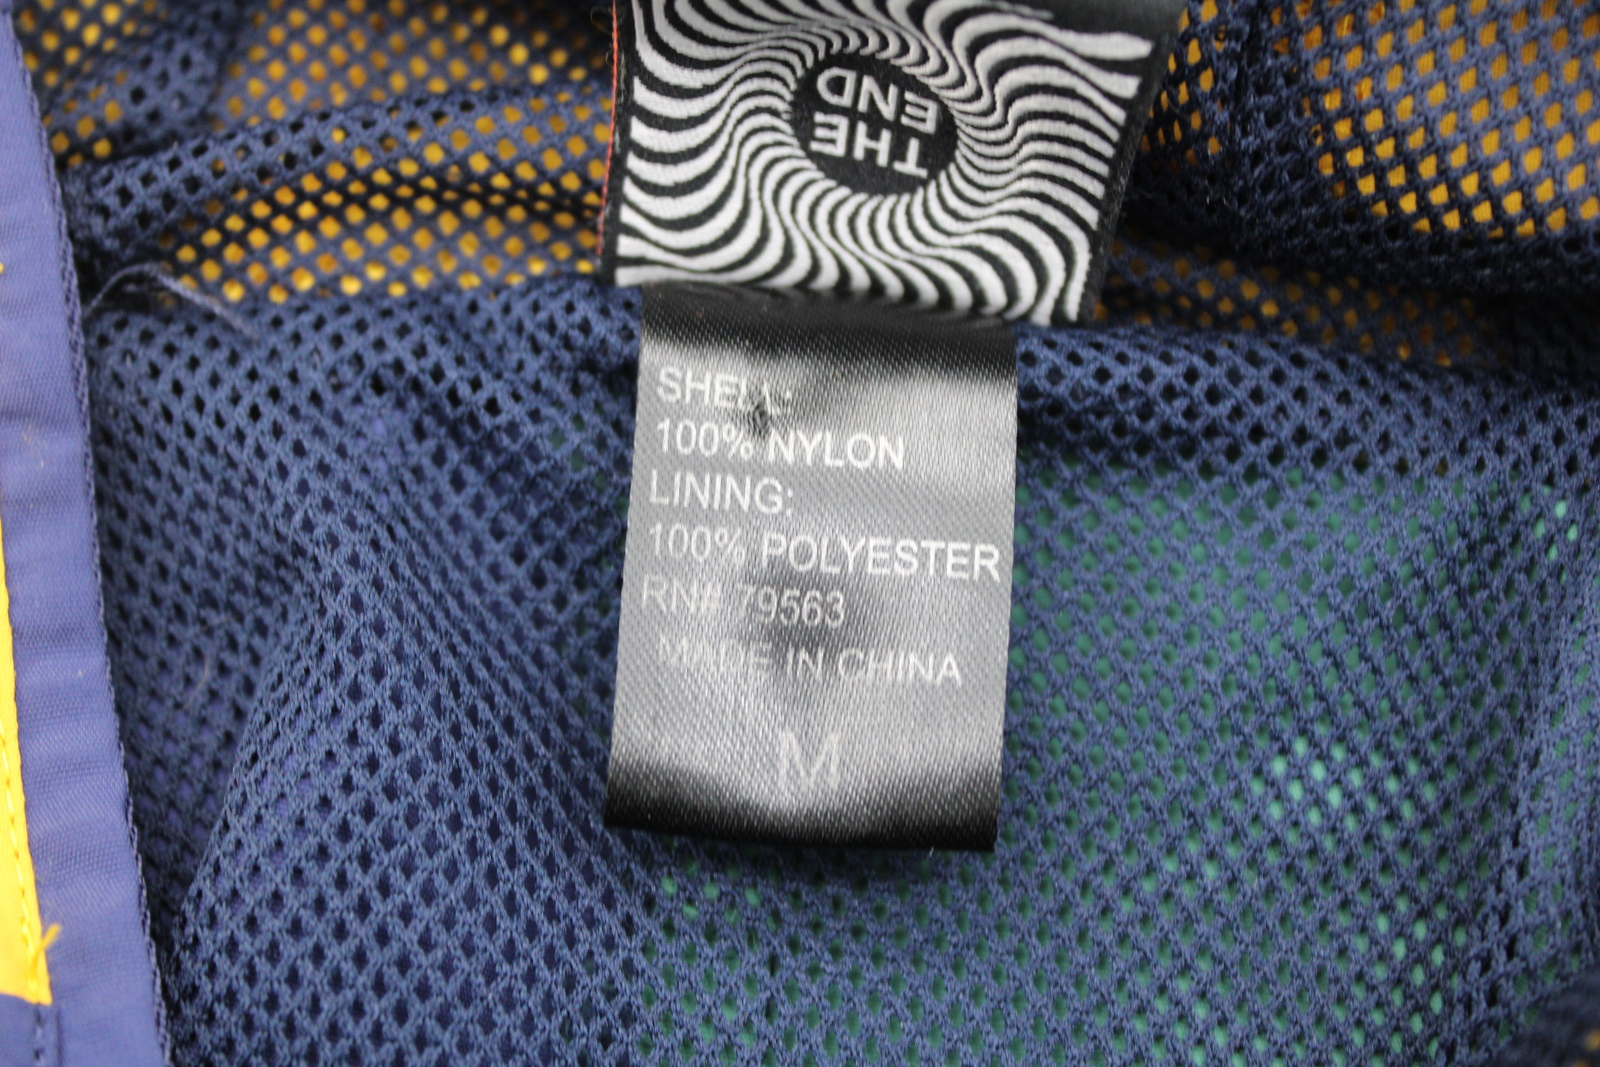 THE
END
SHELL:
100% NYLON
LINING:
100% POLYESTER
RN# 79563
MADE IN CHINA
M